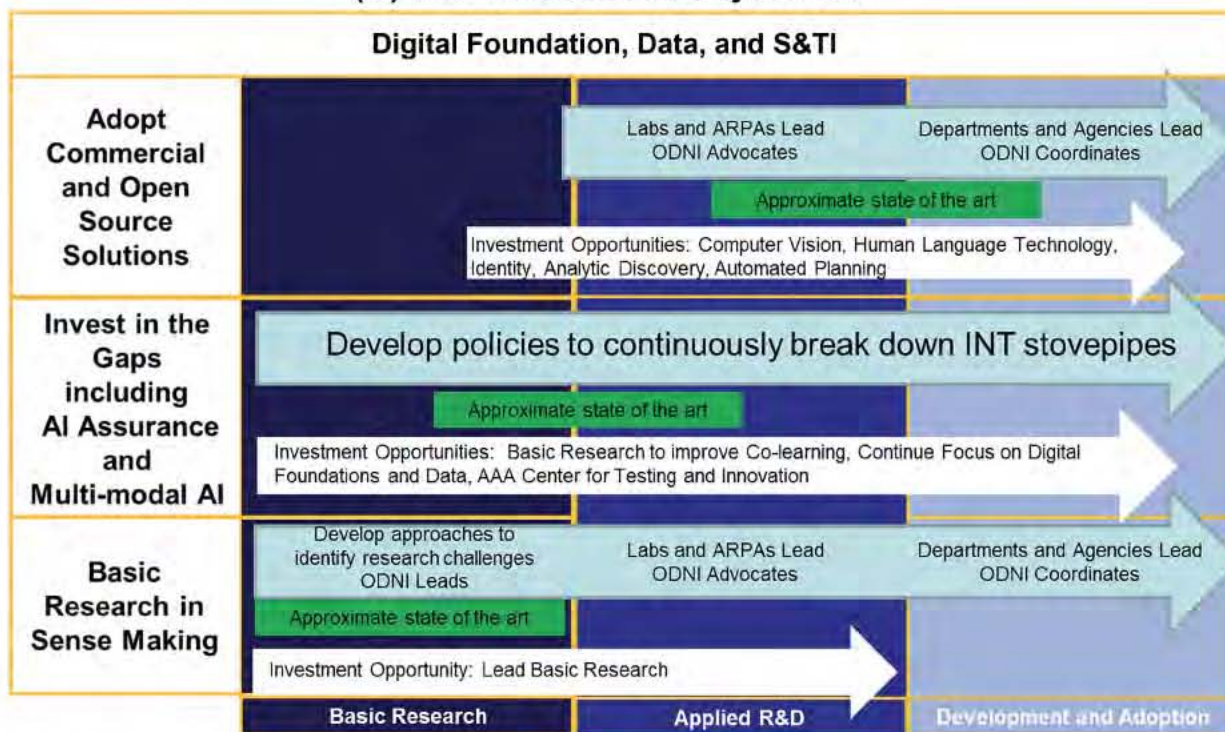 Digital Foundation, Data, and S&TI
Adopt
Commercial
and Open
Source
Solutions
Labs and ARPAs Lead
ODNI Advocates
Departments and Agencies Lead
ODNI Coordinates
Approximate state of the art
Investment Opportunities: Computer Vision, Human Language Technology,
Identity, Analytic Discovery, Automated Planning
Invest in the
Gaps
including
AI Assurance
and
Multi-modal AI
Develop policies to continuously break down INT stovepipes
Approximate state of the art
Investment Opportunities: Basic Research to improve Co-learning, Continue Focus on Digital
Foundations and Data, AAA Center for Testing and Innovation
Basic
Research in
Sense Making
Develop approaches to
identify research challenges
ODNI Leads
Labs and ARPAs Lead
ODNI Advocates
Departments and Agencies Lead
ODNI Coordinates
Approximate state of the art
Investment Opportunity: Lead Basic Research
Basic Research
Applied R&D
Development and Adoption